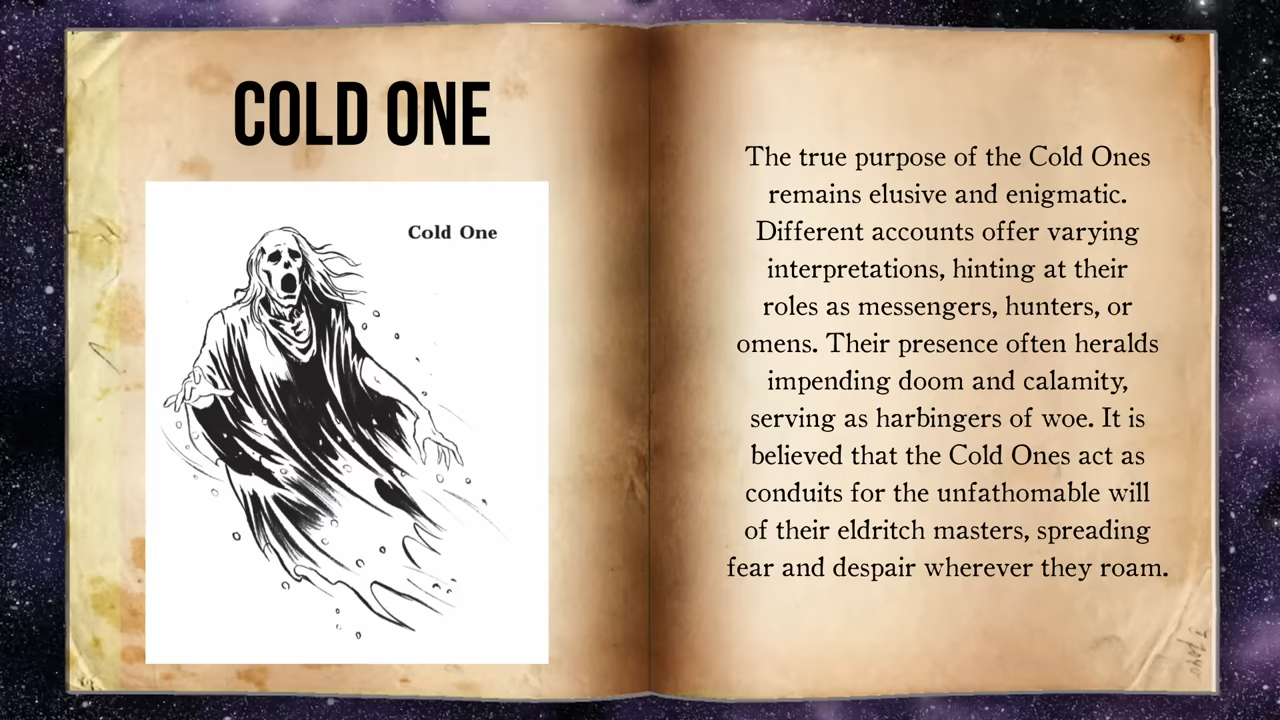 COLD ONE
Cold One
The true purpose of the Cold Ones
remains elusive and enigmatic.
Different accounts offer varying
interpretations, hinting at their
roles as messengers, hunters, or
omens. Their presence often heralds
impending doom and calamity,
serving as harbingers of woe. It is
believed that the Cold Ones act as
conduits for the unfathomable will
of their eldritch masters, spreading
fear and despair wherever they roam.